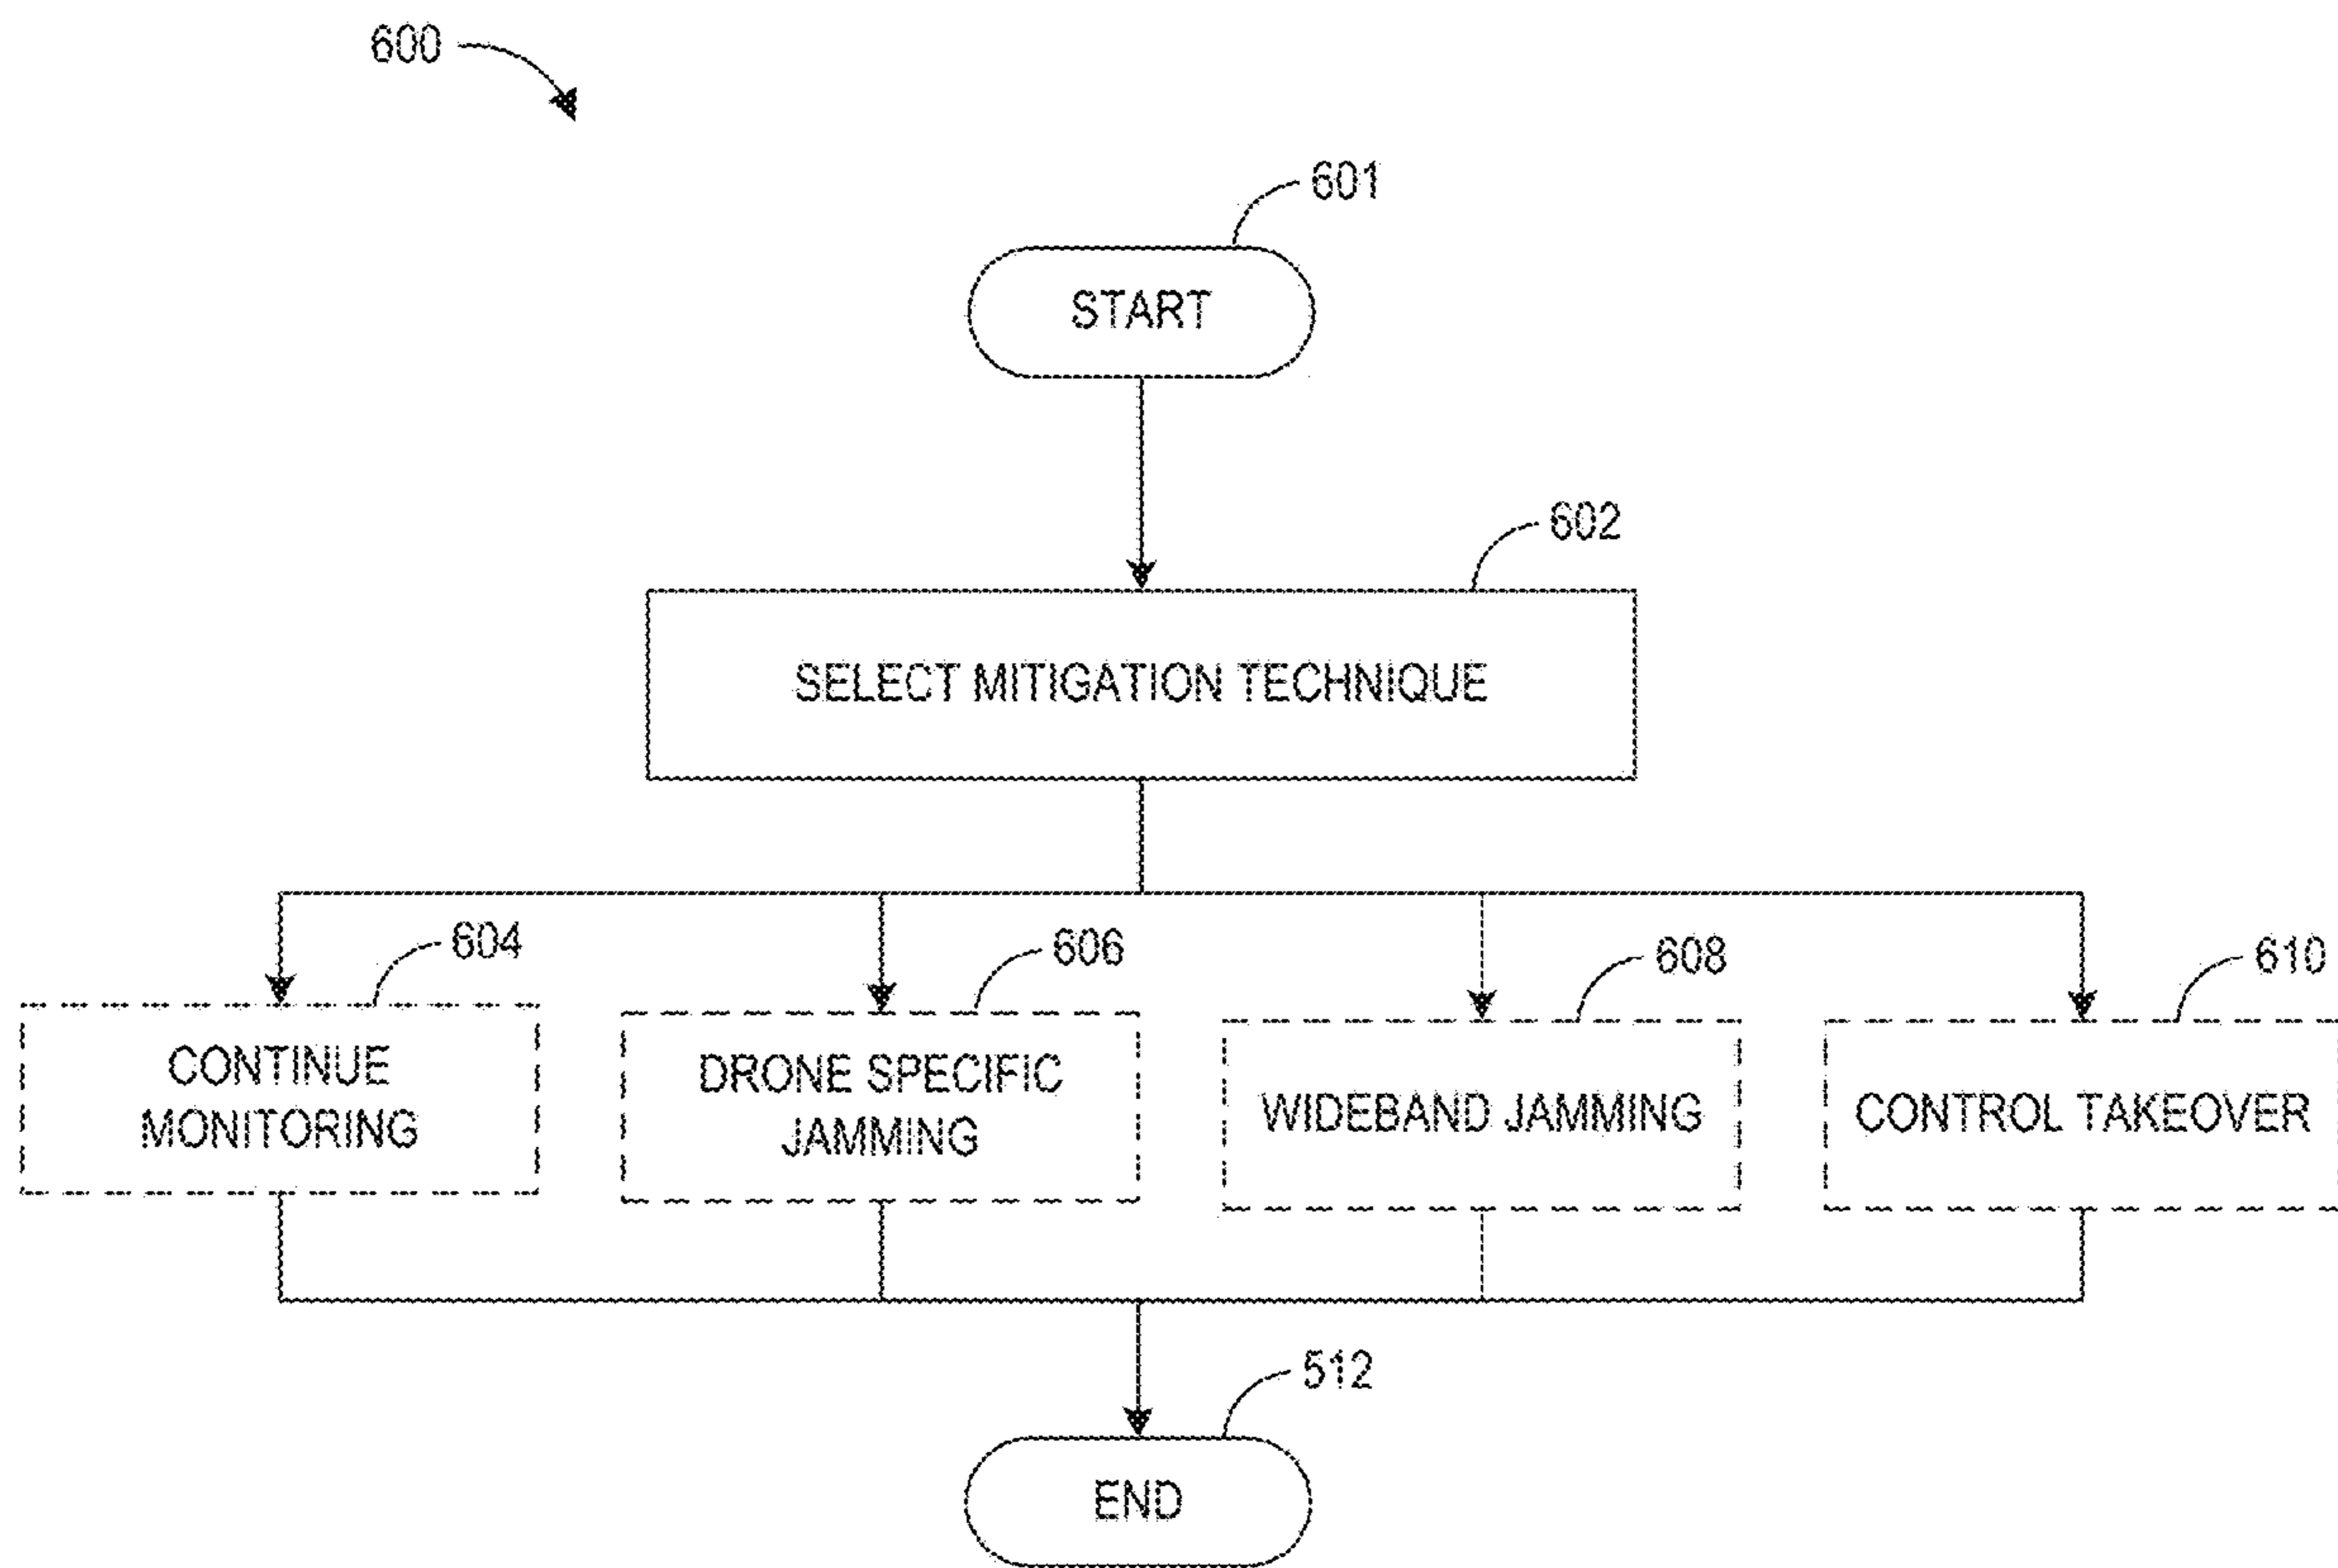 600
601
START
602
SELECT MITIGATION TECHNIQUE
604
606
608
610
CONTINUE
MONITORING
DRONE SPECIFIC
JAMMING
WIDEBAND JAMMING
CONTROL TAKEOVER
512
END